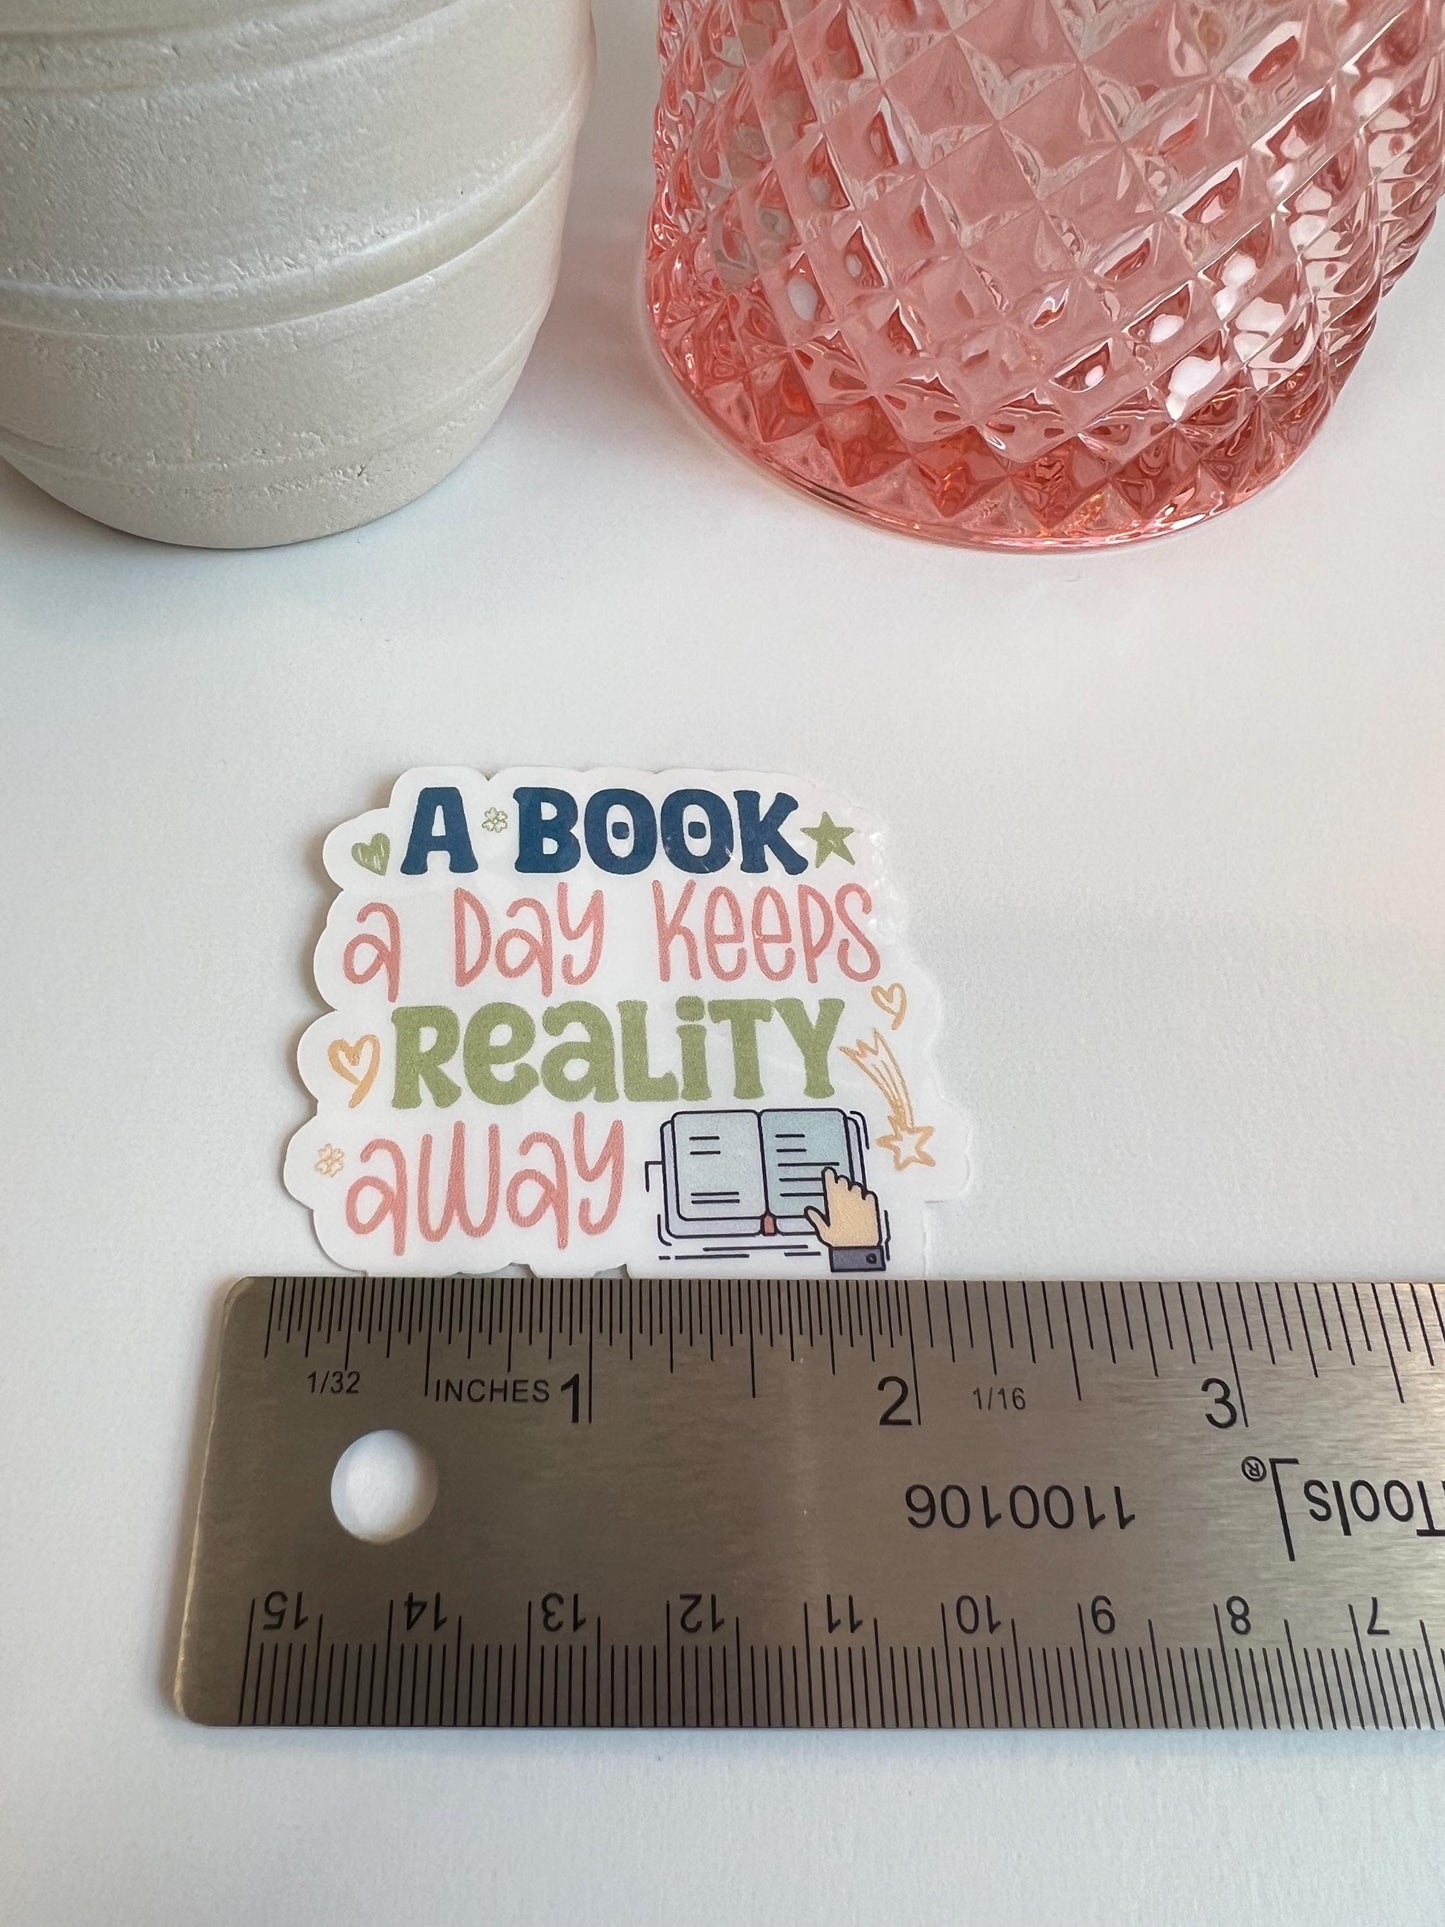 A BOOK
a Day Keeps
Reality
away
1/32
INCHES 1
2
1/16
3
1100106
Tools®
15 14 13 12 11 10 9 8 7